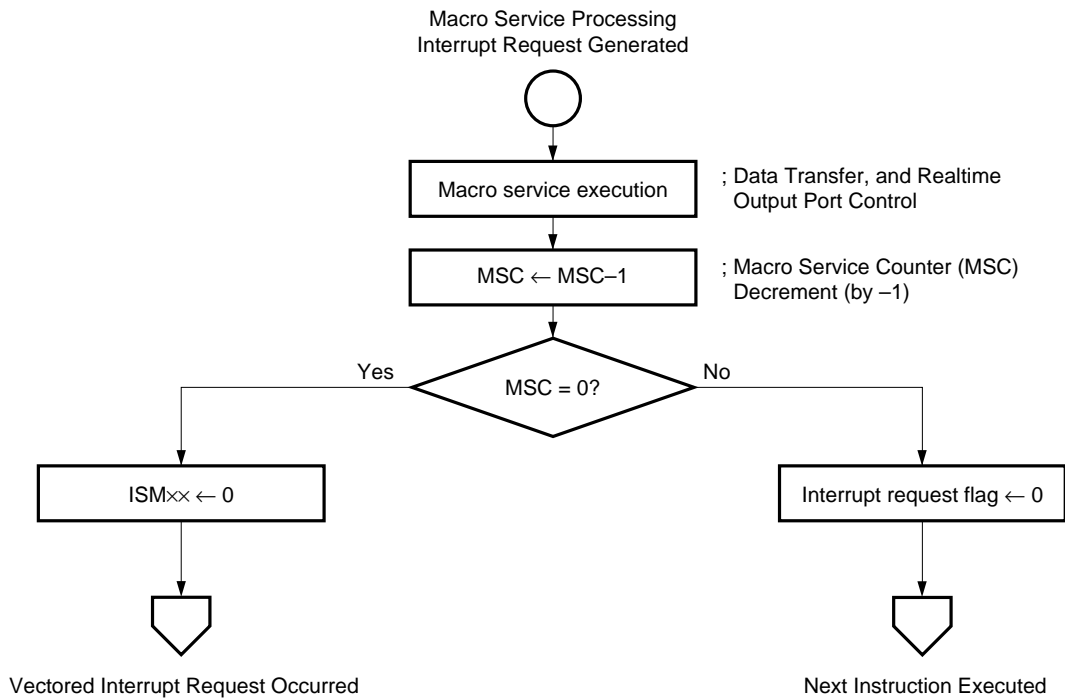 Macro Service Processing
Interrupt Request Generated
Macro service execution
; Data Transfer, and Realtime
Output Port Control
MSC ← MSC–1
; Macro Service Counter (MSC)
Decrement (by –1)
Yes
MSC = 0?
No
ISM×× ← 0
Interrupt request flag ← 0
Vectored Interrupt Request Occurred
Next Instruction Executed